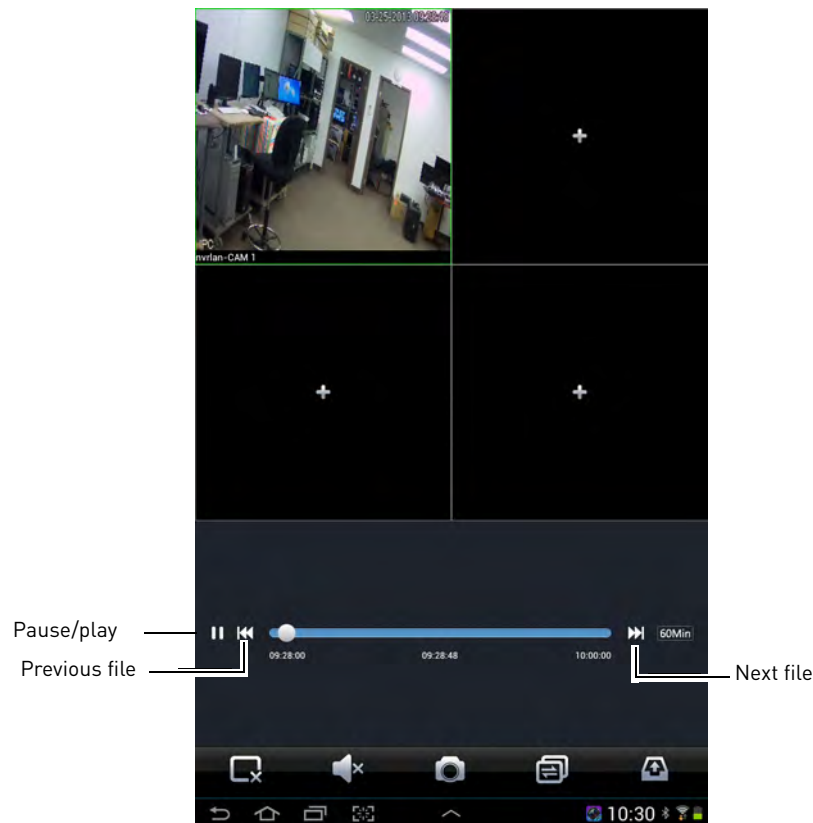 03-25-2013 09:28:48
PC
nvrlan-CAM 1
Pause/play
60Min
09:28:00
09:28:48
10:00:00
Previous file
Next file
10:30